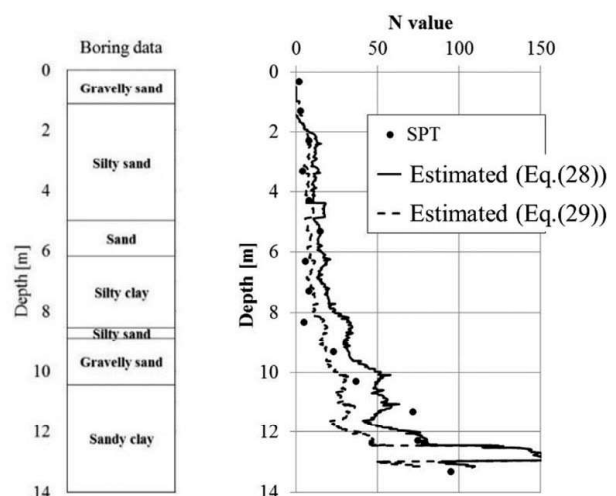 Boring data
0
Gravelly sand
2
Silty sand
4
Sand
6
Silty clay
8
Silty sand
Gravelly sand
10
12
Sandy clay
14
Depth [m]
N value
0 50 100 150
0
2
4
6
8
10
12
14
Depth [m]
SPT
Estimated (Eq.(28))
Estimated (Eq.(29))